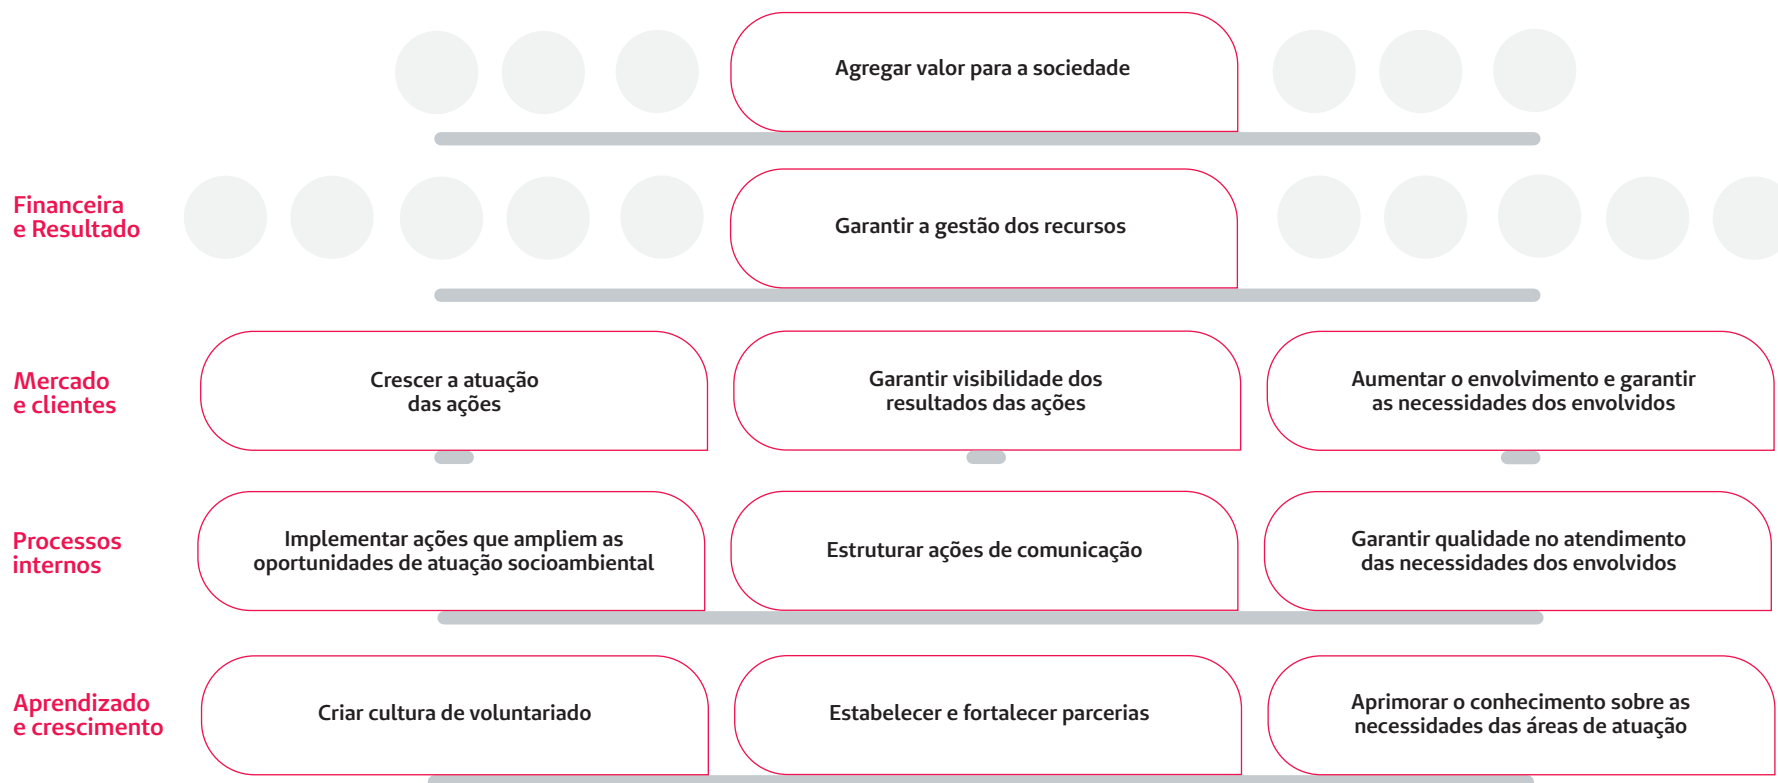 Agregar valor para a sociedade
Financeira
e Resultado
Garantir a gestão dos recursos
Mercado
e clientes
Crescer a atuação
das ações
Garantir visibilidade dos
resultados das ações
Aumentar o envolvimento e garantir
as necessidades dos envolvidos
Processos
internos
Implementar ações que ampliem as
oportunidades de atuação socioambiental
Estruturar ações de comunicação
Garantir qualidade no atendimento
das necessidades dos envolvidos
Aprendizado
e crescimento
Criar cultura de voluntariado
Estabelecer e fortalecer parcerias
Aprimorar o conhecimento sobre as
necessidades das áreas de atuação